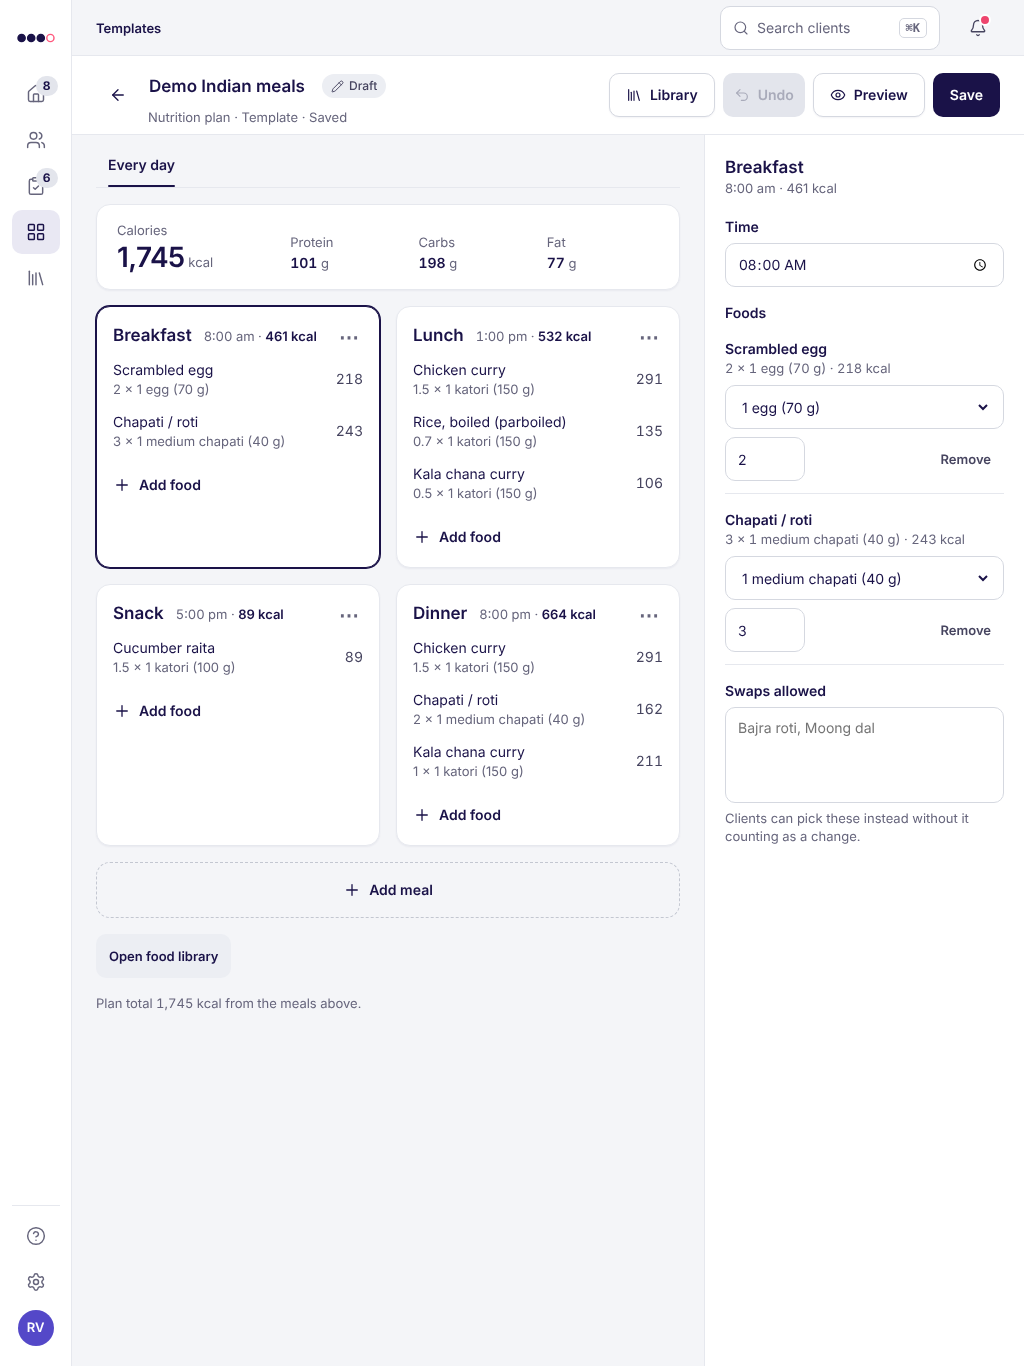 Templates
Search clients
⌘K
8
6
Demo Indian meals
Draft
Nutrition plan · Template · Saved
Library
Undo
Preview
Save
Every day
Calories
1,745 kcal
Protein
101 g
Carbs
198 g
Fat
77 g
Breakfast 8:00 am · 461 kcal
Scrambled egg
2 × 1 egg (70 g)
218
Chapati / roti
3 × 1 medium chapati (40 g)
243
Add food
Lunch 1:00 pm · 532 kcal
Chicken curry
1.5 × 1 katori (150 g)
291
Rice, boiled (parboiled)
0.7 × 1 katori (150 g)
135
Kala chana curry
0.5 × 1 katori (150 g)
106
Add food
Snack 5:00 pm · 89 kcal
Cucumber raita
1.5 × 1 katori (100 g)
89
Add food
Dinner 8:00 pm · 664 kcal
Chicken curry
1.5 × 1 katori (150 g)
291
Chapati / roti
2 × 1 medium chapati (40 g)
162
Kala chana curry
1 × 1 katori (150 g)
211
Add food
Add meal
Open food library
Plan total 1,745 kcal from the meals above.
Breakfast
8:00 am · 461 kcal
Time
08:00 AM
Foods
Scrambled egg
2 × 1 egg (70 g) · 218 kcal
1 egg (70 g)
2
Remove
Chapati / roti
3 × 1 medium chapati (40 g) · 243 kcal
1 medium chapati (40 g)
3
Remove
Swaps allowed
Bajra roti, Moong dal
Clients can pick these instead without it
counting as a change.
RV